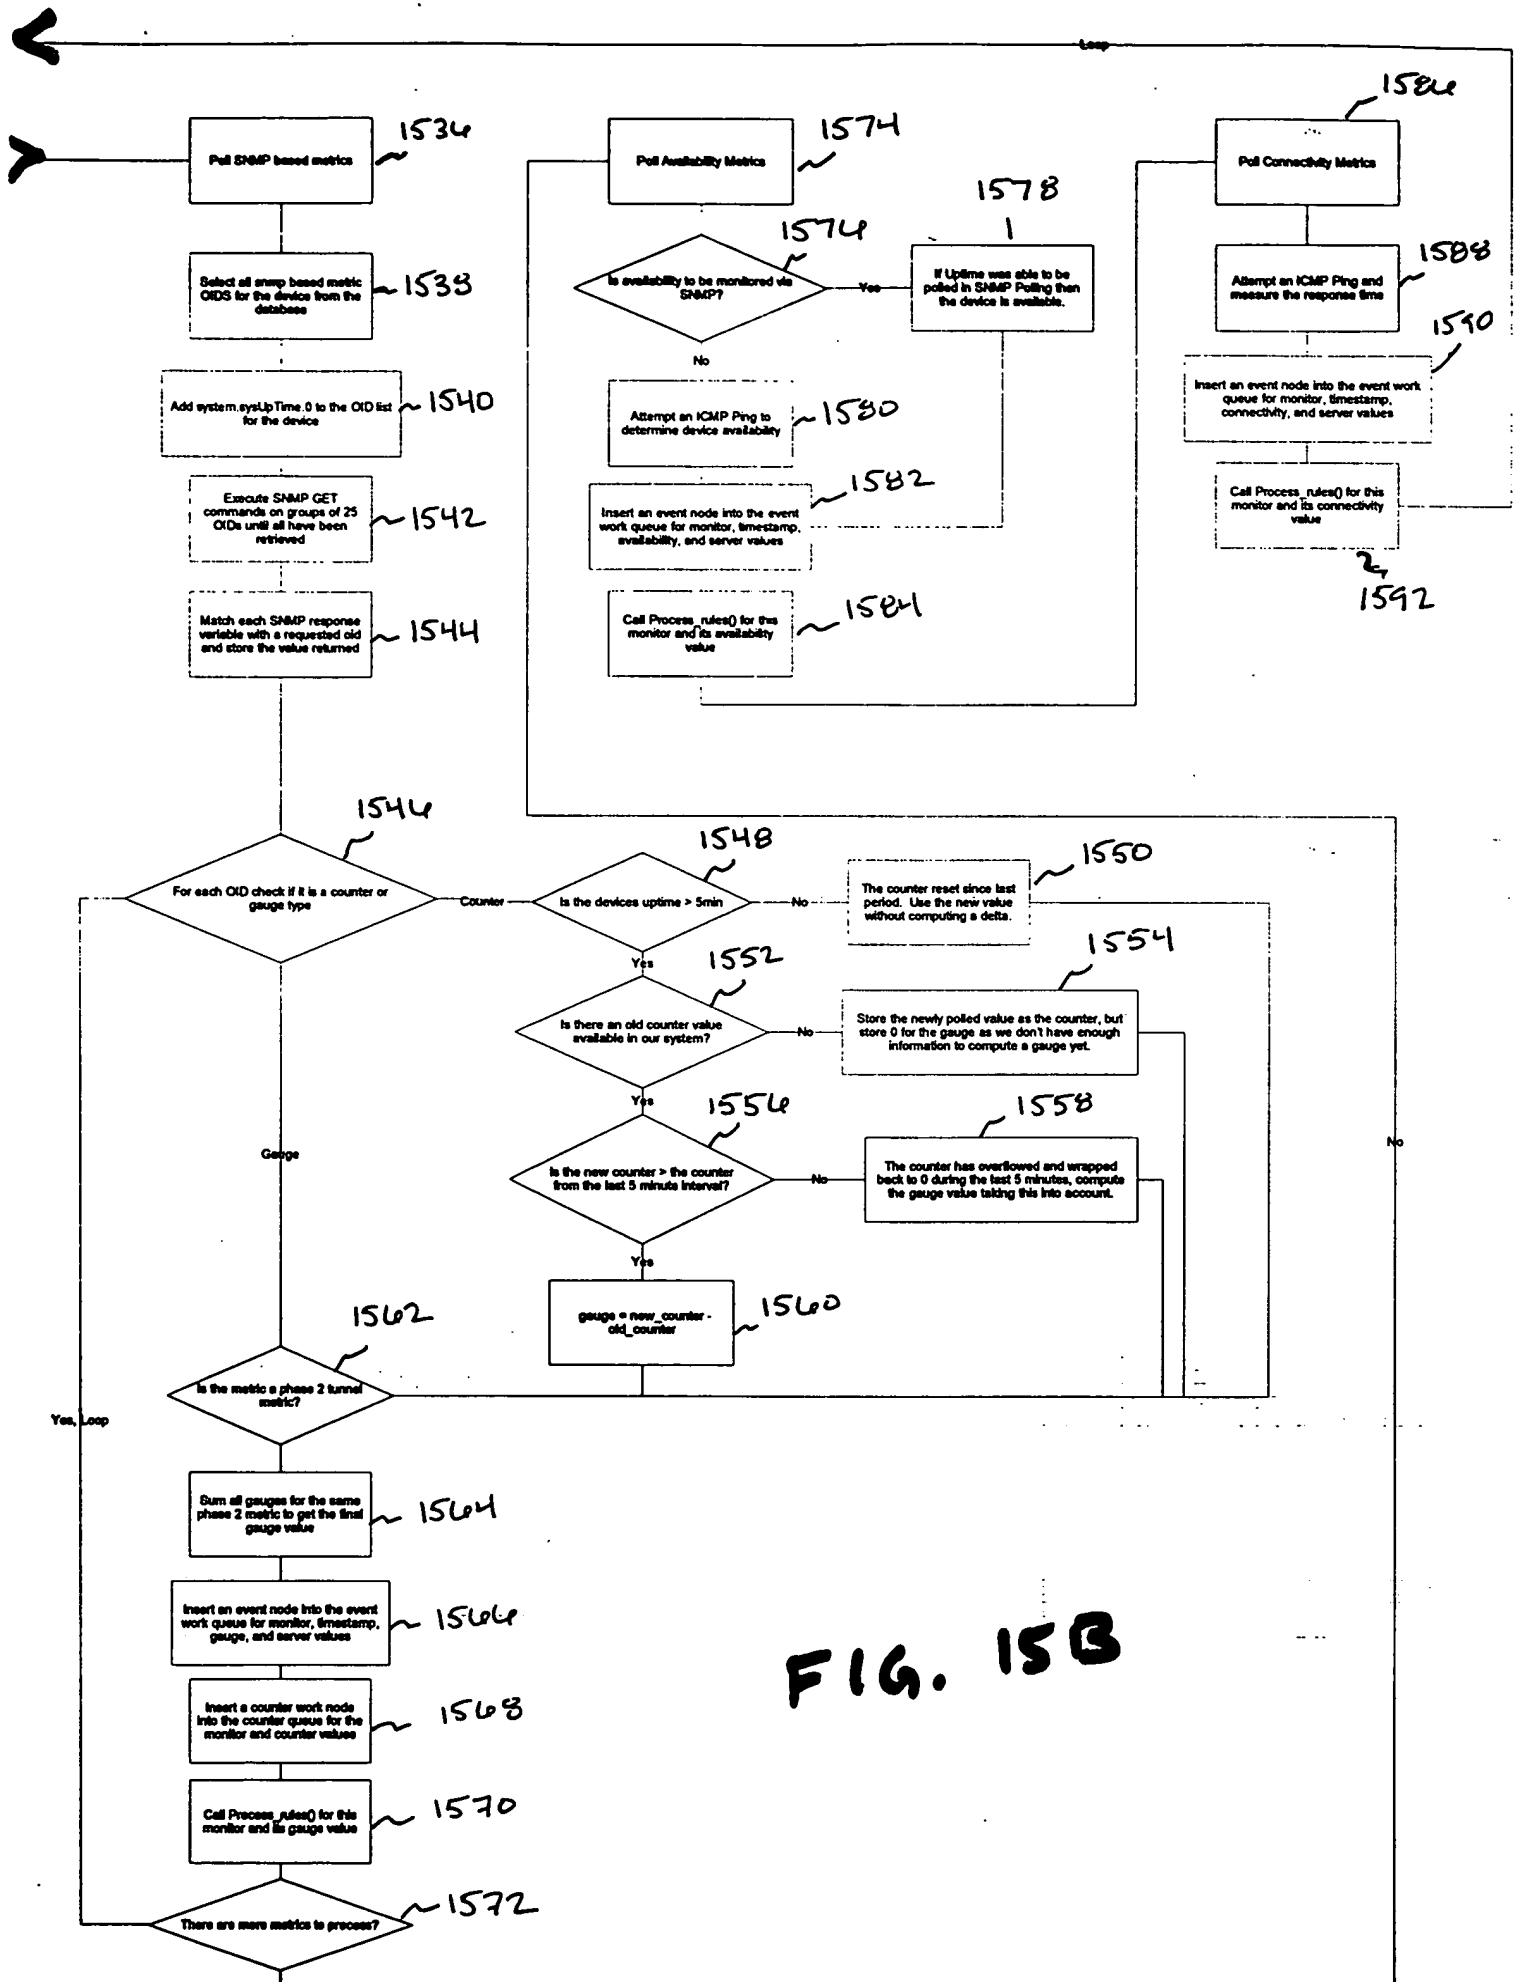 Loop
1536
Poll SNMP based metrics
1538
Select all snmp based metric
OIDS for the device from the
database
1540
Add system.sysUpTime.0 to the OID list
for the device
1542
Execute SNMP GET
commands on groups of 25
OIDs until all have been
retrieved
1544
Match each SNMP response
variable with a requested oid
and store the value returned
1574
Poll Availability Metrics
1576
Is availability to be monitored via
SNMP?
Yes
1578
If Uptime was able to be
polled in SNMP Polling then
the device is available.
No
1580
Attempt an ICMP Ping to
determine device availability
1582
Insert an event node into the event
work queue for monitor, timestamp,
availability, and server values
1584
Call Process_rules() for this
monitor and its availability
value
1586
Poll Connectivity Metrics
1588
Attempt an ICMP Ping and
measure the response time
1590
Insert an event node into the event work
queue for monitor, timestamp,
connectivity, and server values
Call Process_rules() for this
monitor and its connectivity
value
1592
1546
For each OID check if it is a counter or
gauge type
Counter
1548
Is the devices uptime > 5min
No
1550
The counter reset since last
period. Use the new value
without computing a delta.
Yes
1552
Is there an old counter value
available in our system?
No
1554
Store the newly polled value as the counter, but
store 0 for the gauge as we don't have enough
information to compute a gauge yet.
Yes
1556
Is the new counter > the counter
from the last 5 minute interval?
No
1558
The counter has overflowed and wrapped
back to 0 during the last 5 minutes, compute
the gauge value taking this into account.
Yes
1560
gauge = new_counter -
old_counter
Gauge
No
1562
Is the metric a phase 2 tunnel
metric?
Yes, Loop
1564
Sum all gauges for the same
phase 2 metric to get the final
gauge value
1566
Insert an event node into the event
work queue for monitor, timestamp,
gauge, and server values
1568
Insert a counter work node
into the counter queue for the
monitor and counter values
1570
Call Process_rules() for this
monitor and its gauge value
1572
There are more metrics to process?
FIG. 15B